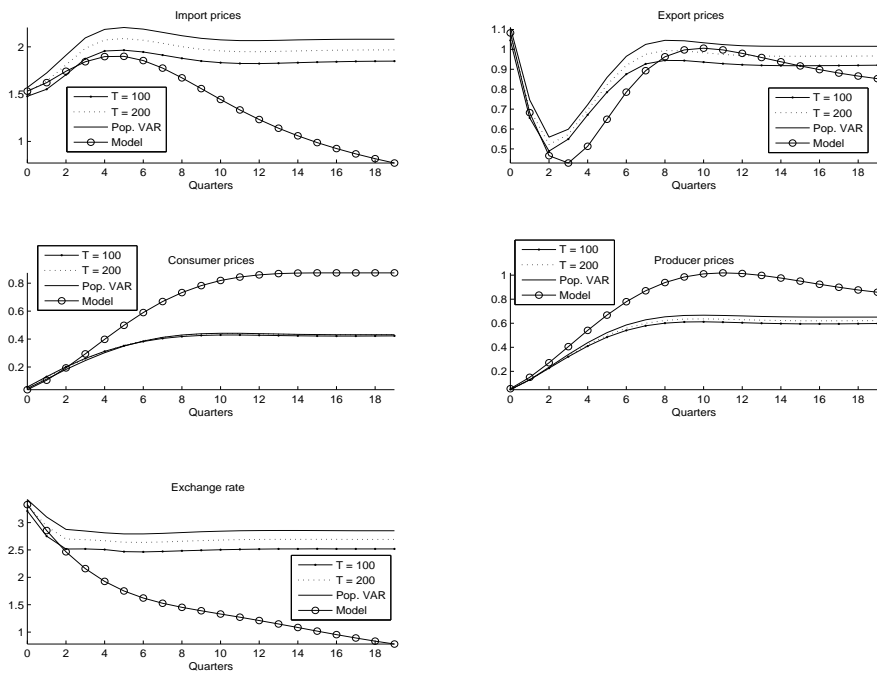 Import prices
2
1.5
1
T = 100
T = 200
Pop. VAR
Model
0 2 4 6 8 10 12 14 16 18
Quarters
Export prices
1.1
1
0.9
0.8
0.7
0.6
0.5
T = 100
T = 200
Pop. VAR
Model
0 2 4 6 8 10 12 14 16 18
Quarters
Consumer prices
0.8
0.6
0.4
0.2
T = 100
T = 200
Pop. VAR
Model
0 2 4 6 8 10 12 14 16 18
Quarters
Producer prices
1
0.8
0.6
0.4
0.2
T = 100
T = 200
Pop. VAR
Model
0 2 4 6 8 10 12 14 16 18
Quarters
Exchange rate
3
2.5
2
1.5
1
T = 100
T = 200
Pop. VAR
Model
0 2 4 6 8 10 12 14 16 18
Quarters